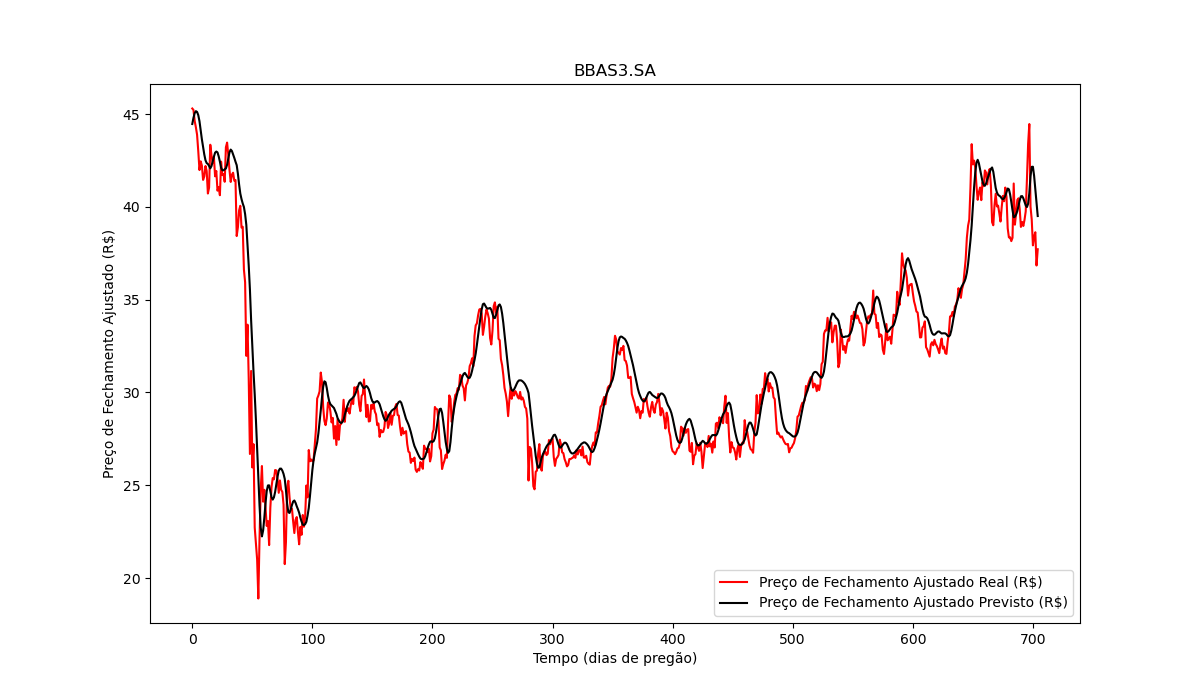 BBAS3.SA
Preço de Fechamento Ajustado (R$)
45
40
35
30
25
20
0 100 200 300 400 500 600 700
Tempo (dias de pregão)
Preço de Fechamento Ajustado Real (R$)
Preço de Fechamento Ajustado Previsto (R$)